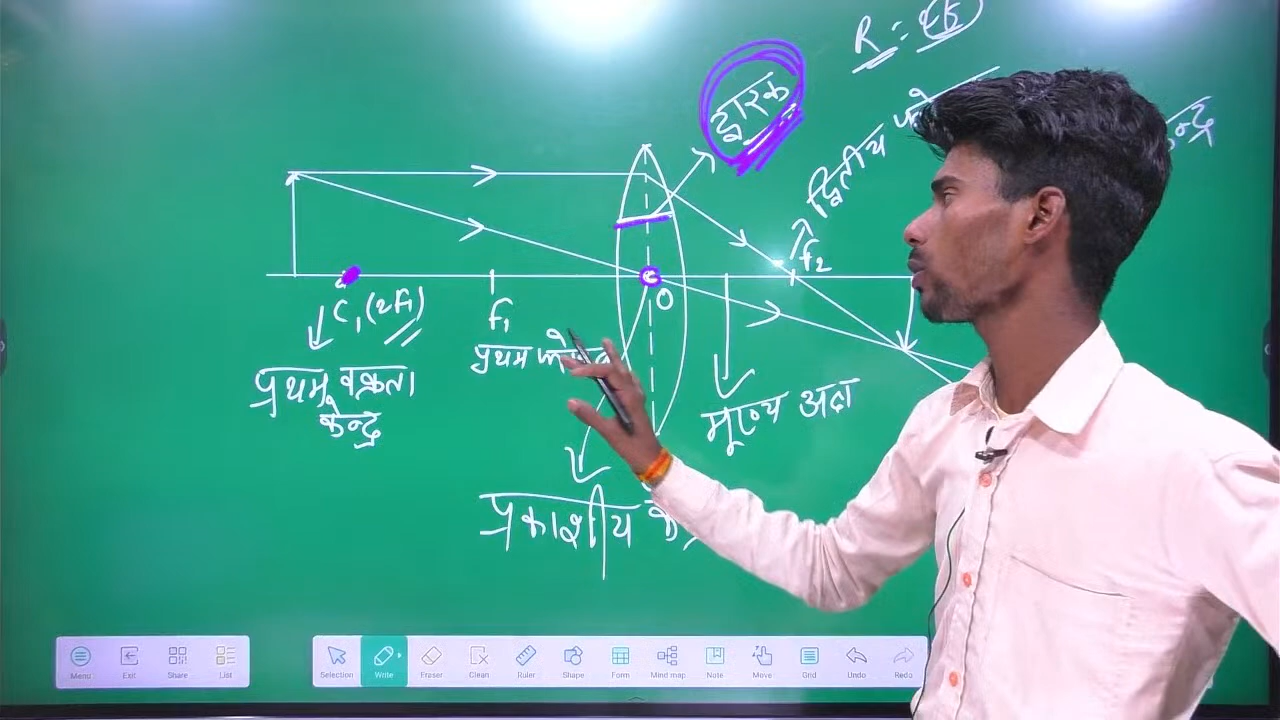 R = 2f
द्वारक
द्वितीय
न्द्र
f₂
O
C₁(2F₁)
f₁
प्रथम
प्रथम वक्रता
केन्द्र
मुख्य अक्ष
प्रकाशीय के
Menu Exit Share List Selection Write Eraser Clean Ruler Shape Form Mind map Note Move Grid Undo Redo